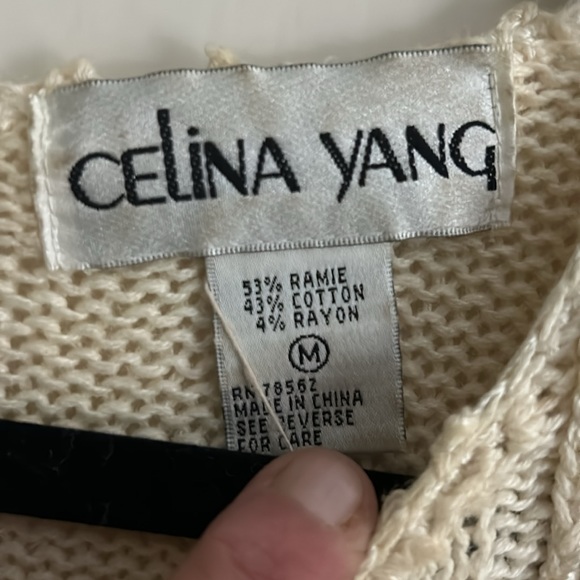 CELiNA YANG
53% RAMIE
43% COTTON
4% RAYON
M
RN 78562
MADE IN CHINA
SEE REVERSE
FOR CARE